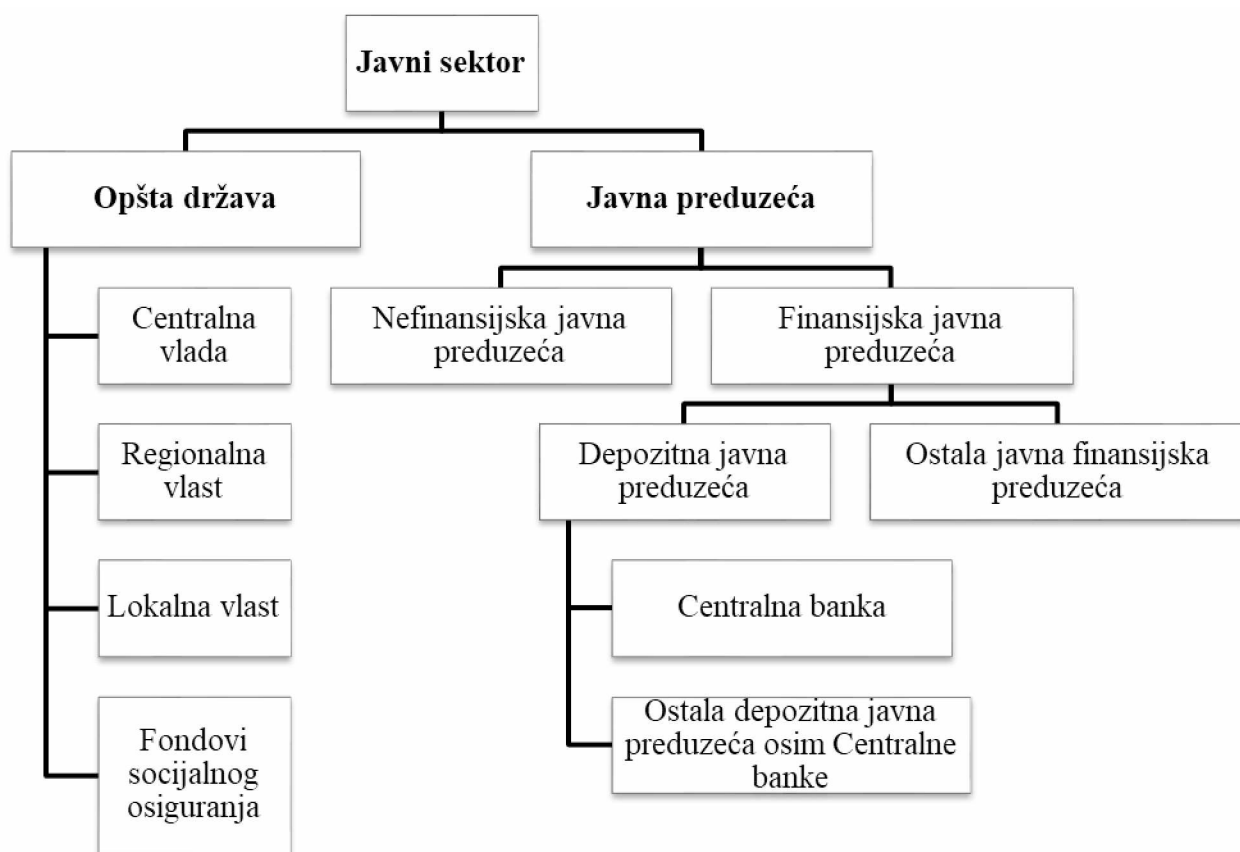 Javni sektor
Opšta država
Javna preduzeća
Centralna
vlada
Nefinansijska javna
preduzeća
Finansijska javna
preduzeća
Regionalna
vlast
Depozitna javna
preduzeća
Ostala javna finansijska
preduzeća
Lokalna vlast
Centralna banka
Fondovi
socijalnog
osiguranja
Ostala depozitna javna
preduzeća osim Centralne
banke